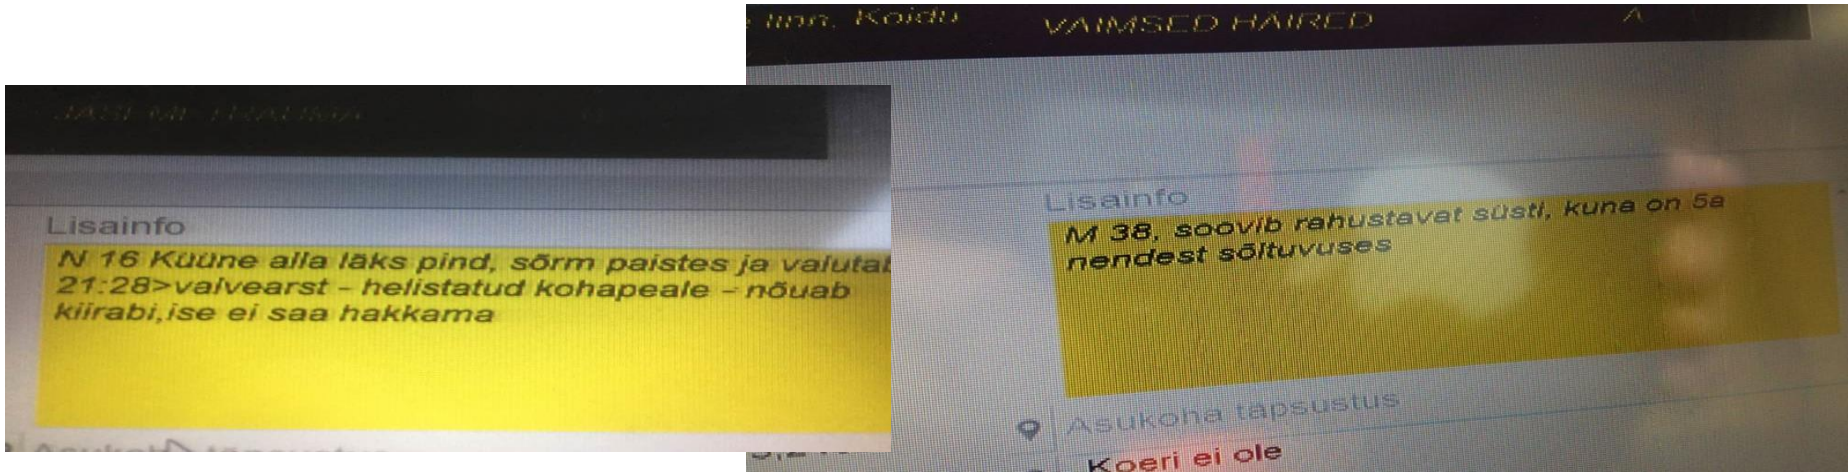 Lisainfo
N 16 Küüne alla läks pind, sõrm paistes ja valutab
21:28>valvearst - helistatud kohapeale - nõuab
kiirabi,ise ei saa hakkama
linn, Koidu
VAIMSED HÄIRED
A
Lisainfo
M 38, soovib rahustavat süsti, kuna on 5a
nendest sõltuvuses
Asukoha täpsustus
Koeri ei ole